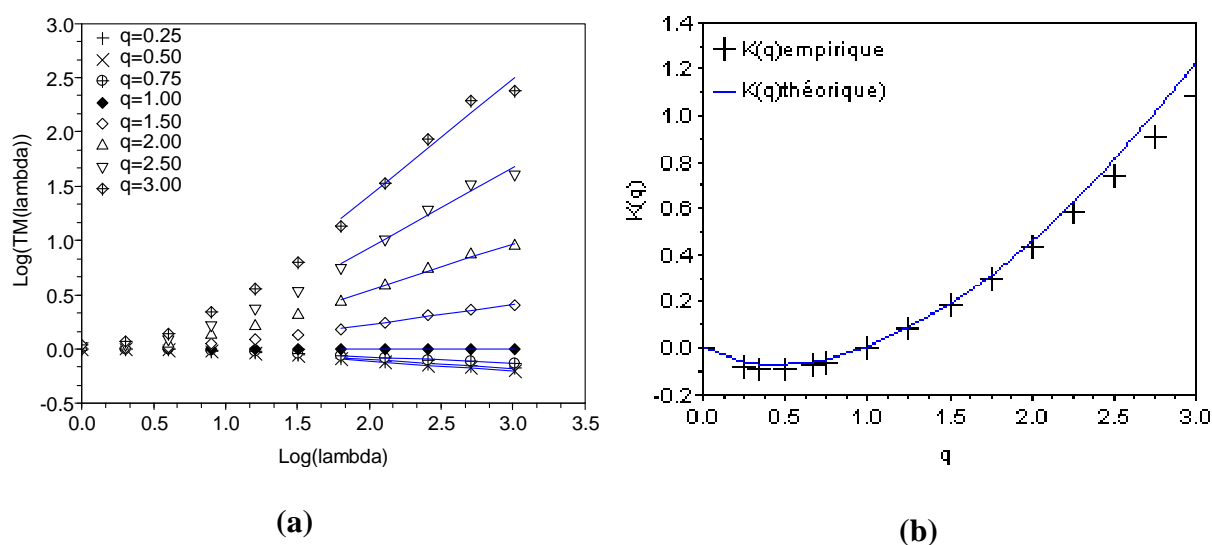 3.0
2.5
2.0
1.5
1.0
0.5
0.0
-0.5
Log(TM(lambda))
q=0.25
q=0.50
q=0.75
q=1.00
q=1.50
q=2.00
q=2.50
q=3.00
0.0 0.5 1.0 1.5 2.0 2.5 3.0 3.5
Log(lambda)
(a)
1.4
1.2
1.0
0.8
0.6
0.4
0.2
0.0
-0.2
K(q)
K(q)empirique
K(q)théorique)
0.0 0.5 1.0 1.5 2.0 2.5 3.0
q
(b)